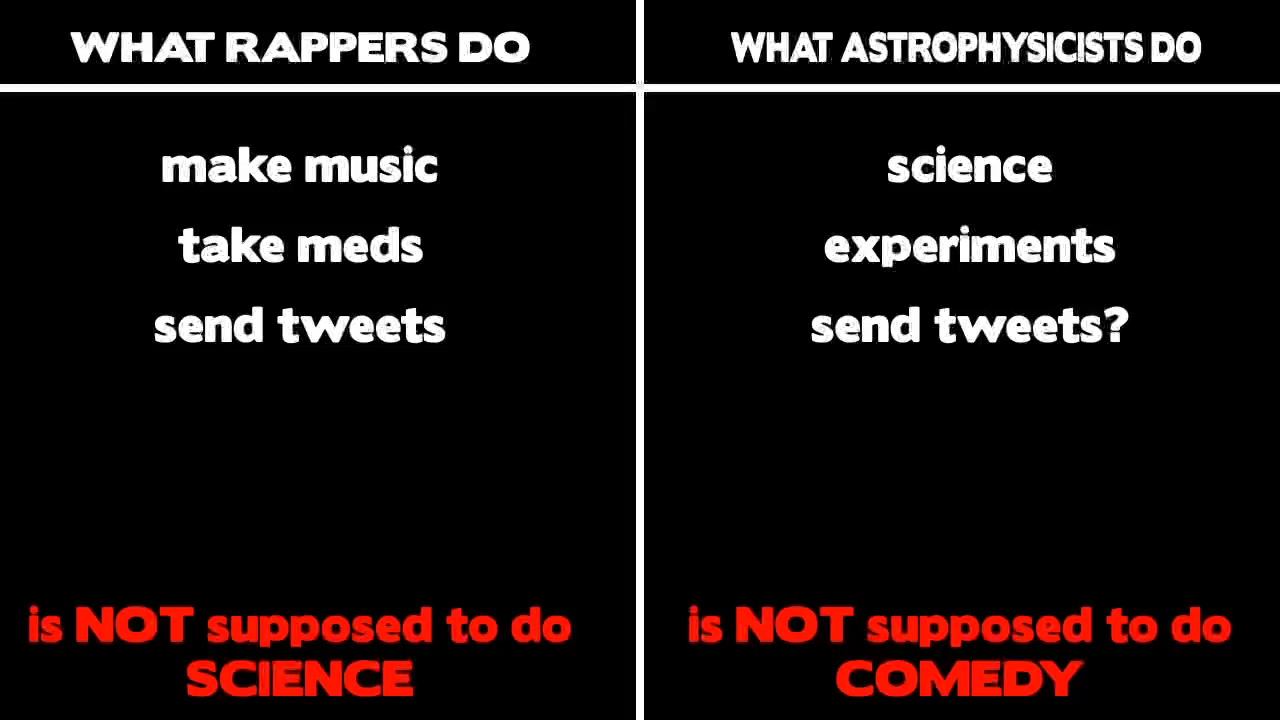 WHAT RAPPERS DO
make music
take meds
send tweets
is NOT supposed to do
SCIENCE
WHAT ASTROPHYSICISTS DO
science
experiments
send tweets?
is NOT supposed to do
COMEDY